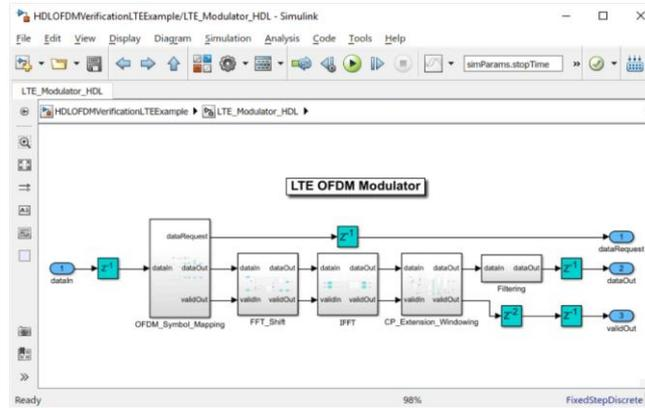 HDLOFDMVerificationLTEExample/LTE_Modulator_HDL - Simulink
File Edit View Display Diagram Simulation Analysis Code Tools Help
simParams.stopTime
LTE_Modulator_HDL
HDLOFDMVerificationLTEExample LTE_Modulator_HDL
LTE OFDM Modulator
dataRequest
z-1
1
dataRequest
1
dataIn
z-1
dataIn dataOut
dataIn dataOut
dataIn dataOut
dataIn dataOut
dataIn dataOut
z-1
2
dataOut
Filtering
validOut
validIn validOut
validIn validOut
validIn validOut
z-2
z-1
3
validOut
OFDM_Symbol_Mapping
FFT_Shift
IFFT
CP_Extension_Windowing
Ready
98%
FixedStepDiscrete